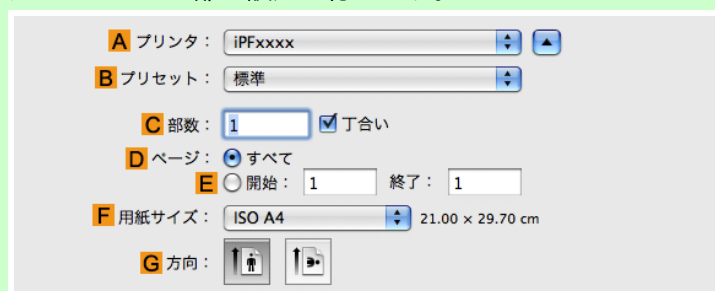 A プリンタ： iPFxxxx
B プリセット： 標準
C 部数： 1 丁合い
D ページ： すべて
E 開始： 1 終了： 1
F 用紙サイズ： ISO A4 21.00 × 29.70 cm
G 方向：